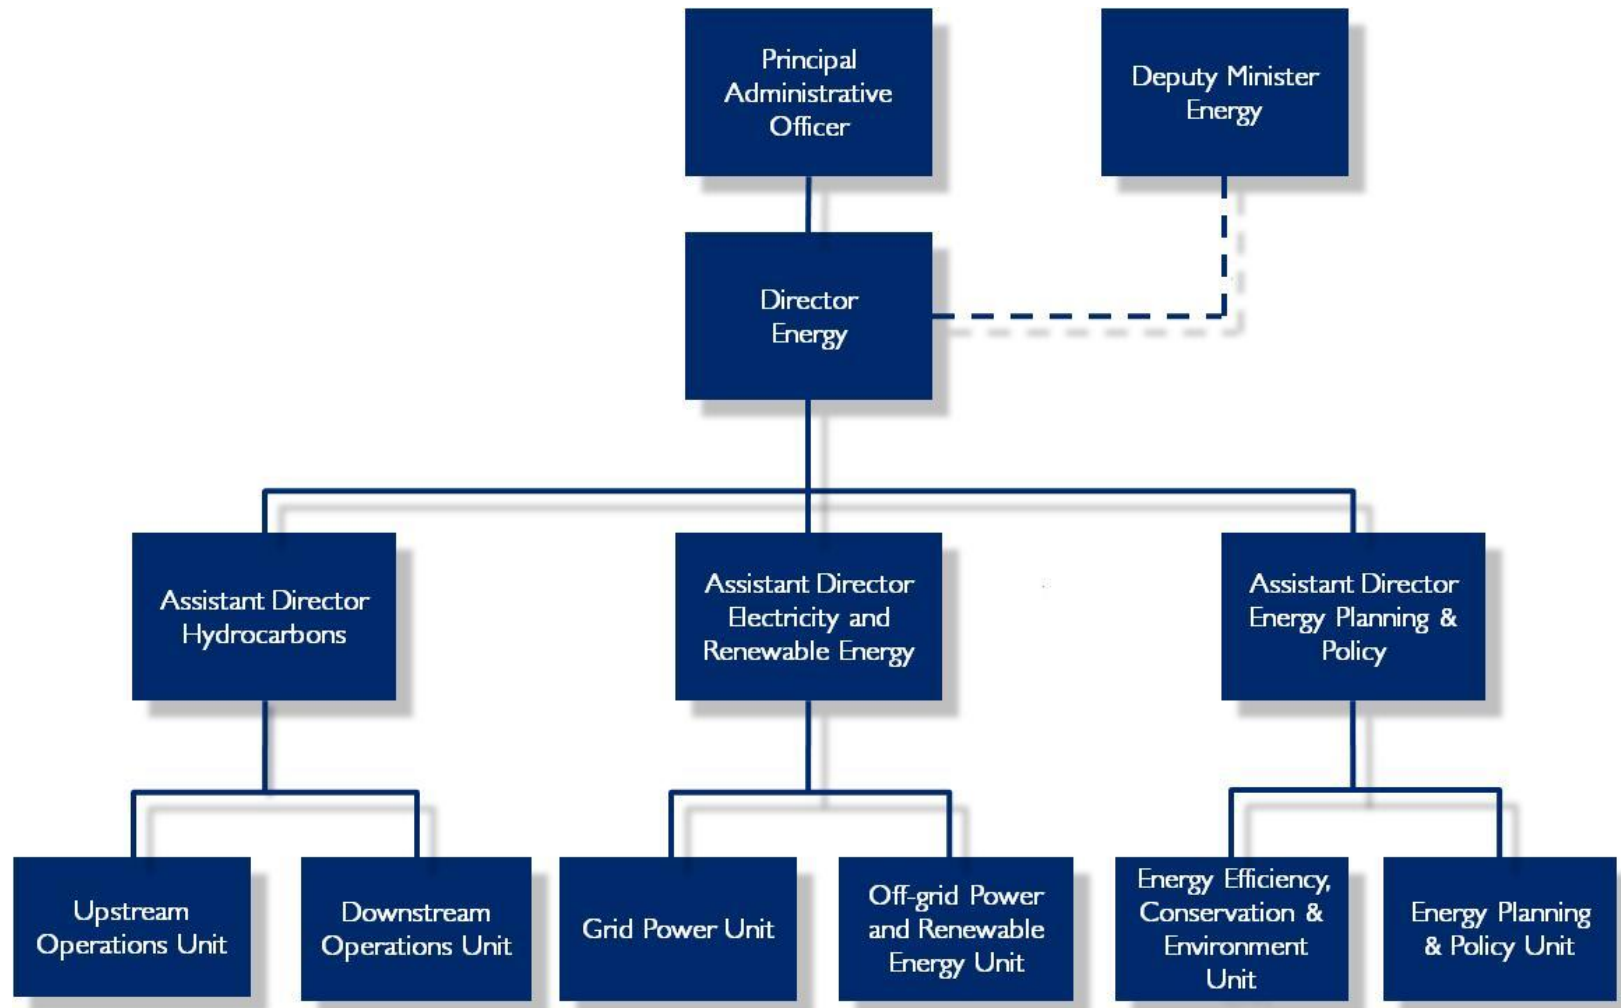 Principal
Administrative
Officer
Deputy Minister
Energy
Director
Energy
Assistant Director
Hydrocarbons
Assistant Director
Electricity and
Renewable Energy
Assistant Director
Energy Planning &
Policy
Upstream
Operations Unit
Downstream
Operations Unit
Grid Power Unit
Off-grid Power
and Renewable
Energy Unit
Energy Efficiency,
Conservation &
Environment
Unit
Energy Planning
& Policy Unit